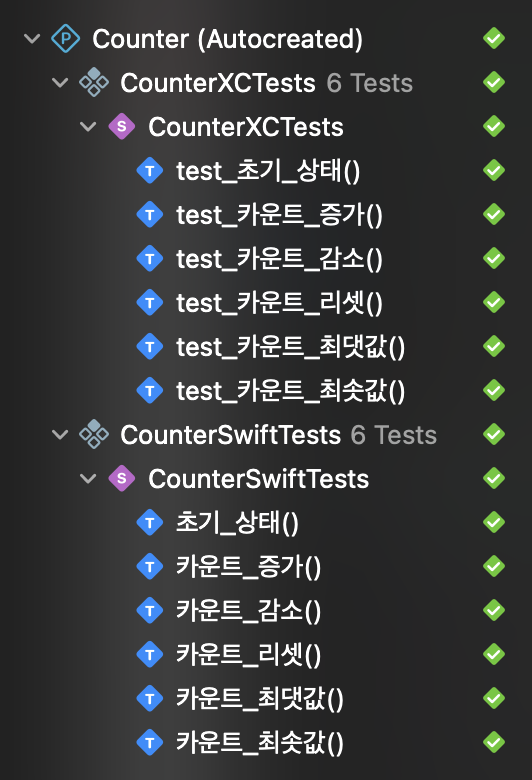 Counter (Autocreated)
CounterXCTests 6 Tests
CounterXCTests
test_초기_상태()
test_카운트_증가()
test_카운트_감소()
test_카운트_리셋()
test_카운트_최댓값()
test_카운트_최솟값()
CounterSwiftTests 6 Tests
CounterSwiftTests
초기_상태()
카운트_증가()
카운트_감소()
카운트_리셋()
카운트_최댓값()
카운트_최솟값()